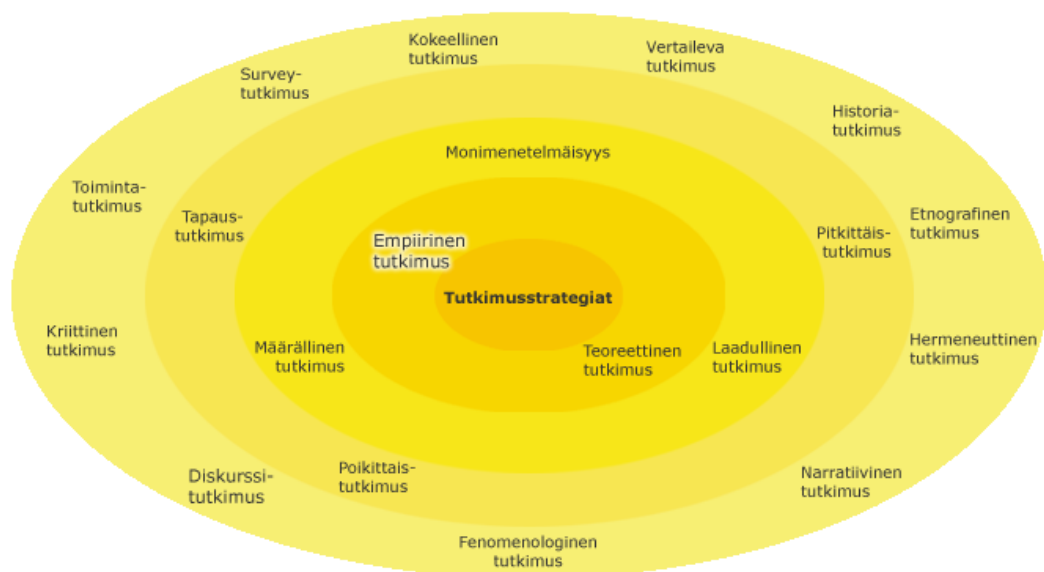 Kokeellinen
tutkimus
Vertaileva
tutkimus
Survey-
tutkimus
Historia-
tutkimus
Monimenetelmäisyys
Toiminta-
tutkimus
Tapaus-
tutkimus
Etnografinen
tutkimus
Pitkittäis-
tutkimus
Empiirinen
tutkimus
Tutkimusstrategiat
Kriittinen
tutkimus
Määrällinen
tutkimus
Teoreettinen
tutkimus
Laadullinen
tutkimus
Hermeneuttinen
tutkimus
Diskurssi-
tutkimus
Poikittais-
tutkimus
Narratiivinen
tutkimus
Fenomenologinen
tutkimus